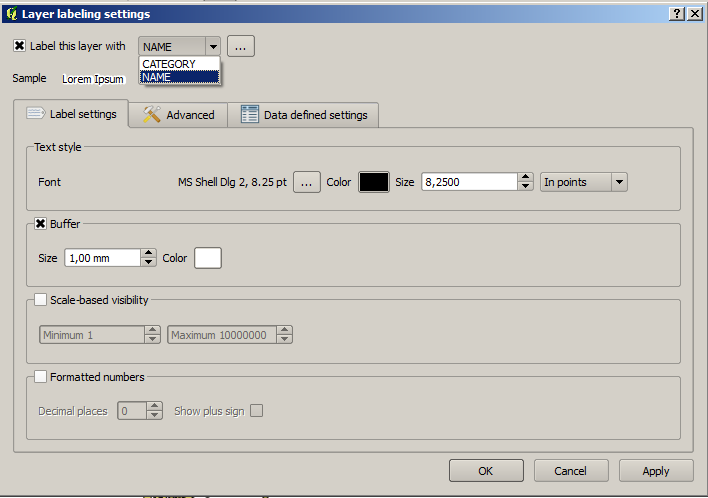 Layer labeling settings
Label this layer with NAME ...
CATEGORY
NAME
Sample Lorem Ipsum
Label settings Advanced Data defined settings
Text style
Font MS Shell Dlg 2, 8.25 pt ... Color Size 8,2500 In points
Buffer
Size 1,00 mm Color
Scale-based visibility
Minimum 1 Maximum 10000000
Formatted numbers
Decimal places 0 Show plus sign
OK Cancel Apply